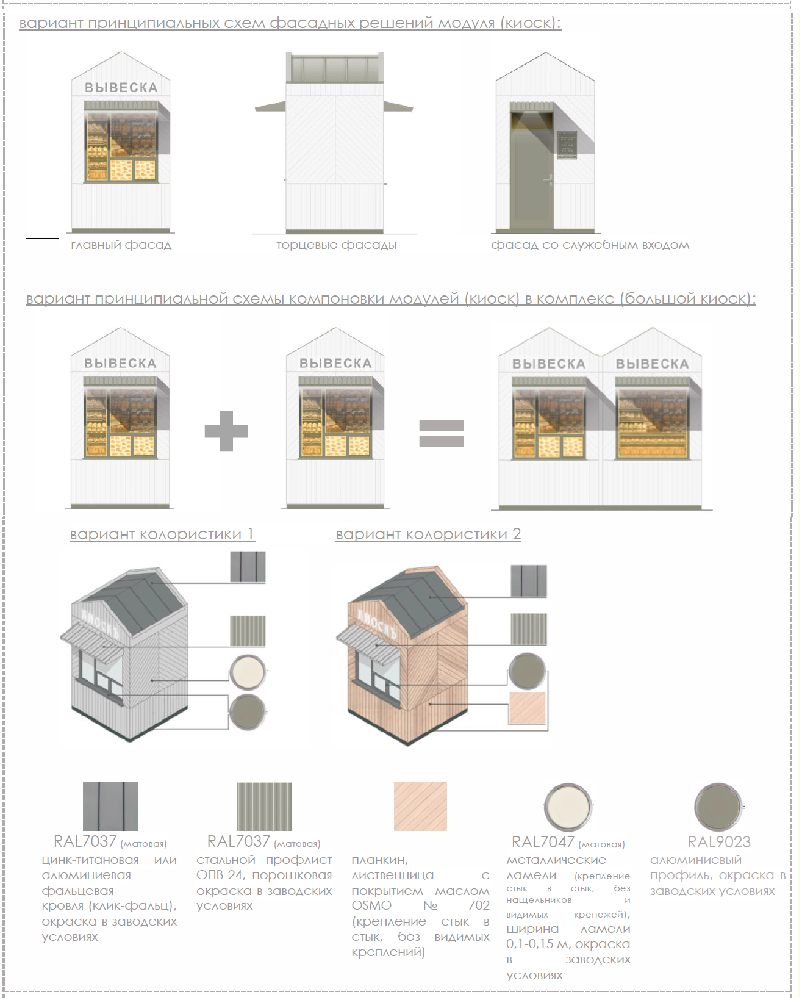 вариант принципиальных схем фасадных решений модуля (киоск):
ВЫВЕСКА
главный фасад
торцевые фасады
фасад со служебным входом
вариант принципиальной схемы компоновки модулей (киоск) в комплекс (большой киоск):
ВЫВЕСКА
ВЫВЕСКА
ВЫВЕСКА
ВЫВЕСКА
вариант колористики 1
вариант колористики 2
КИОСКЪ
КИОСКЪ
RAL7037 (матовая)
цинк-титановая или
алюминиевая
фальцевая
кровля (клик-фальц),
окраска в заводских
условиях
RAL7037 (матовая)
стальной профлист
ОПВ-24, порошковая
окраска в заводских
условиях
планкин,
лиственница с
покрытием маслом
OSMO № 702
(крепление стык в
стык, без видимых
креплений)
RAL7047 (матовая)
металлические
ламели (крепление
стык в стык, без
нащельников и
видимых крепежей),
ширина ламели
0,1-0,15 м, окраска
в заводских
условиях
RAL9023
алюминиевый
профиль, окраска в
заводских условиях